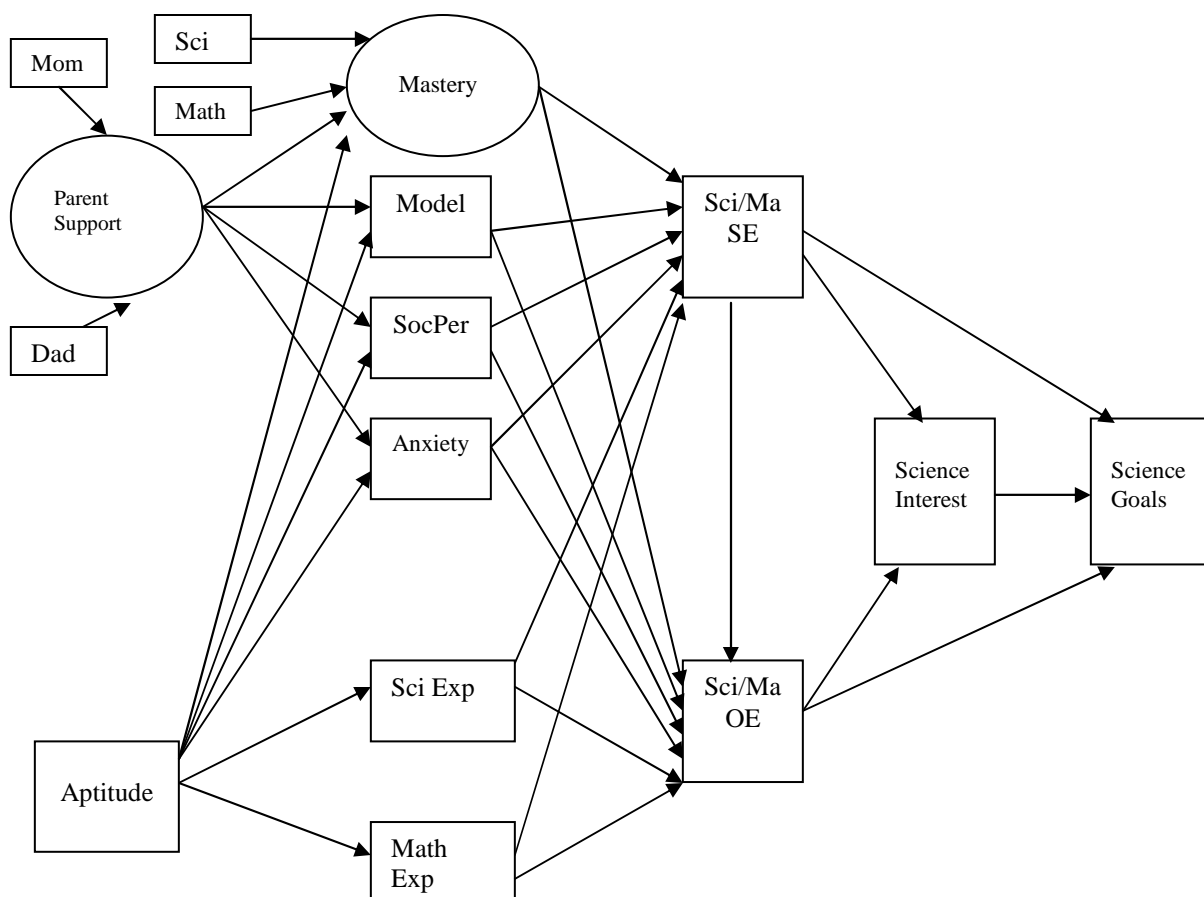 Sci
Mom
Mastery
Math
Parent
Support
Model
Sci/Ma
SE
SocPer
Dad
Anxiety
Science
Interest
Science
Goals
Sci Exp
Sci/Ma
OE
Aptitude
Math
Exp